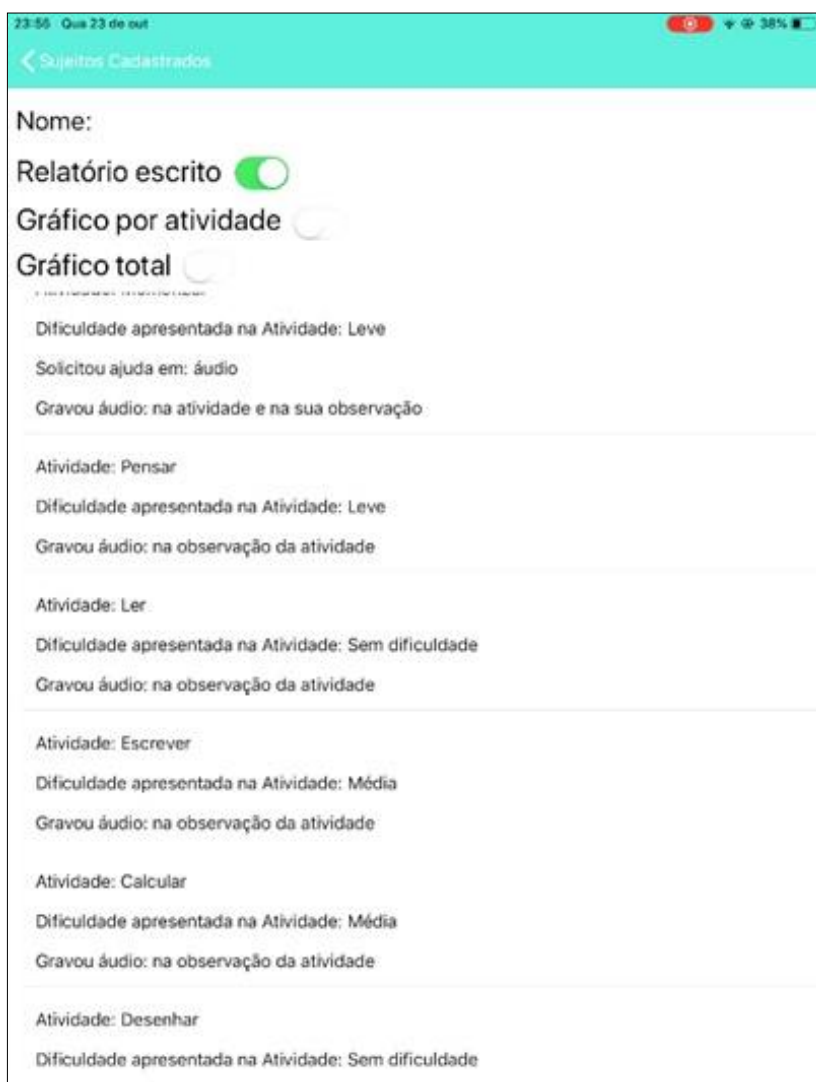 23:55 Qua 23 de out 38%
Sujeitos Cadastrados
Nome:
Relatório escrito
Gráfico por atividade
Gráfico total
Dificuldade apresentada na Atividade: Leve
Solicitou ajuda em: áudio
Gravou áudio: na atividade e na sua observação
Atividade: Pensar
Dificuldade apresentada na Atividade: Leve
Gravou áudio: na observação da atividade
Atividade: Ler
Dificuldade apresentada na Atividade: Sem dificuldade
Gravou áudio: na observação da atividade
Atividade: Escrever
Dificuldade apresentada na Atividade: Média
Gravou áudio: na observação da atividade
Atividade: Calcular
Dificuldade apresentada na Atividade: Média
Gravou áudio: na observação da atividade
Atividade: Desenhar
Dificuldade apresentada na Atividade: Sem dificuldade